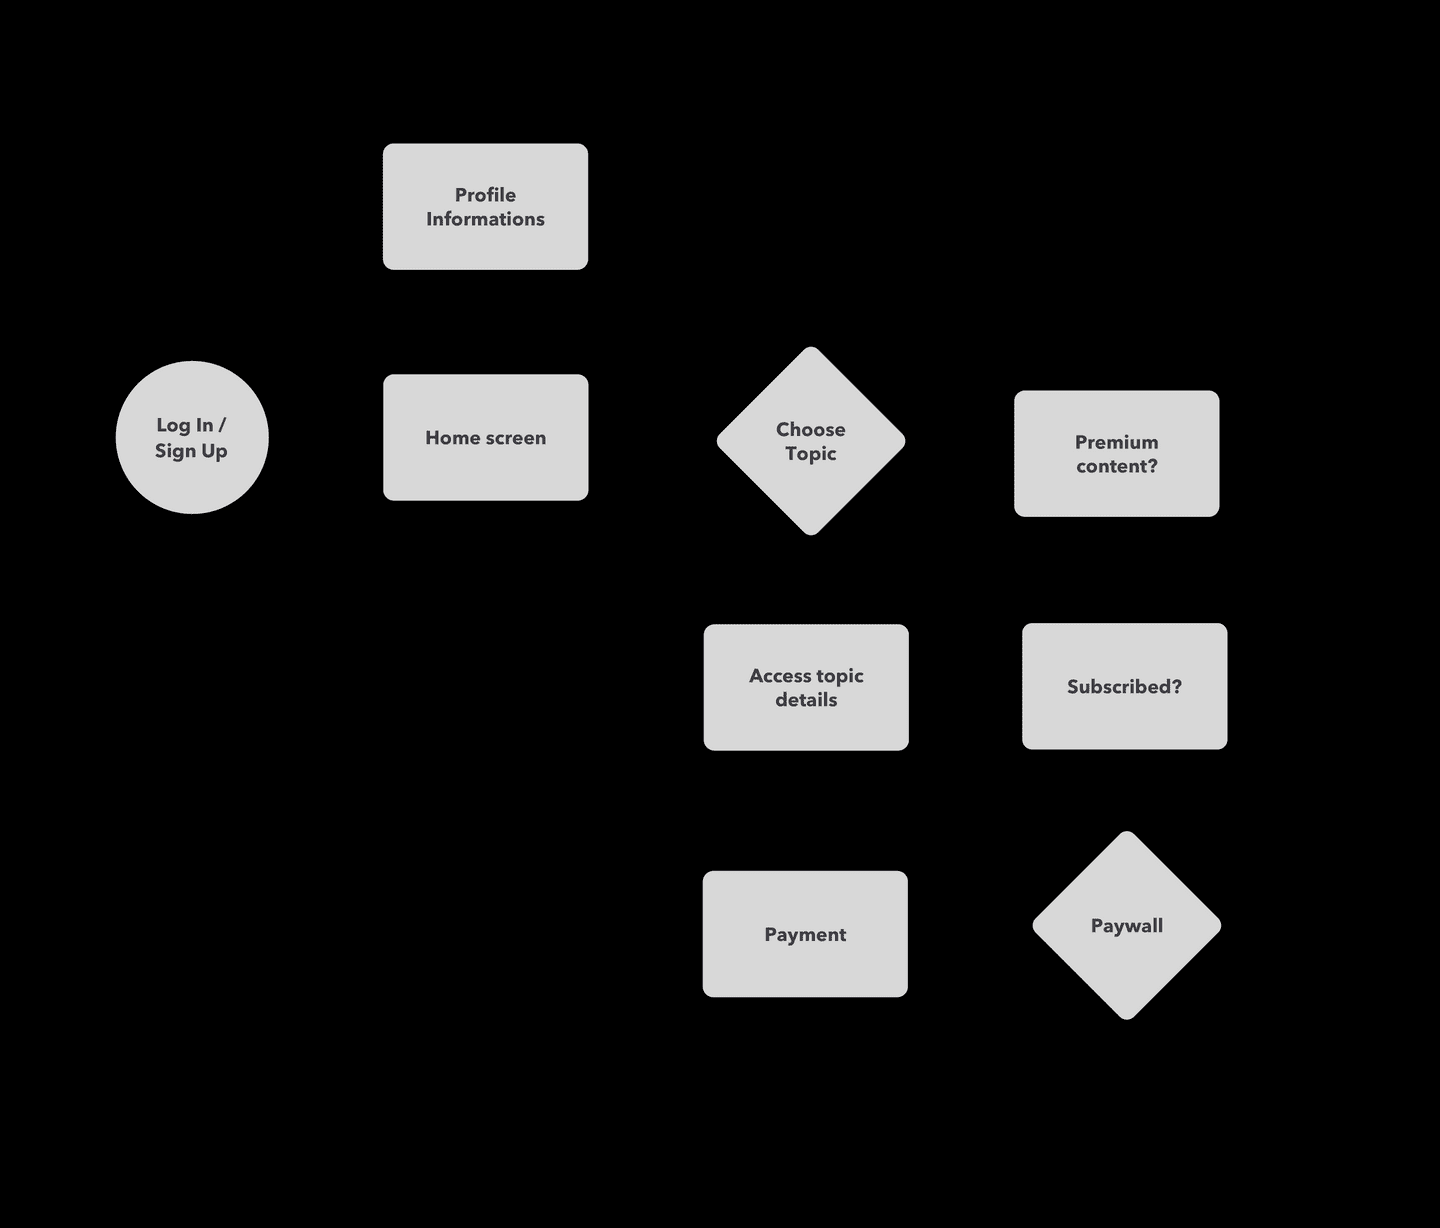 Profile
Informations
Log In /
Sign Up
Home screen
Choose
Topic
Premium
content?
Access topic
details
Subscribed?
Payment
Paywall